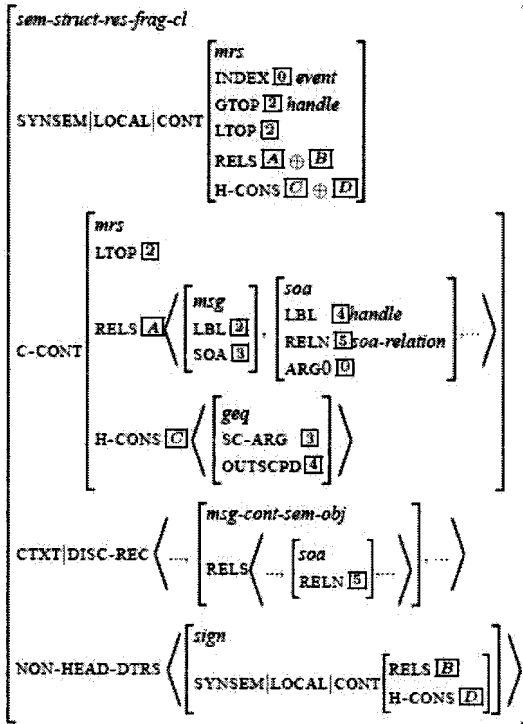 sem-struct-res-frag-cl
mrs
INDEX 0 event
GTOP 2 handle
SYNSEM|LOCAL|CONT LTOP 2
RELS A ⊕ B
H-CONS C ⊕ D
mrs
LTOP 2
msg soa
LBL 2 LBL 4 handle
C-CONT RELS A SOA 3 , RELN 5 soa-relation ,...
ARG0 0
geq
H-CONS C SC-ARG 3
OUTSCPD 4
msg-cont-sem-obj
CTXT|DISC-REC ..., RELS ..., soa ,... ,...
RELN 5
sign
NON-HEAD-DTRS SYNSEM|LOCAL|CONT RELS B
H-CONS D